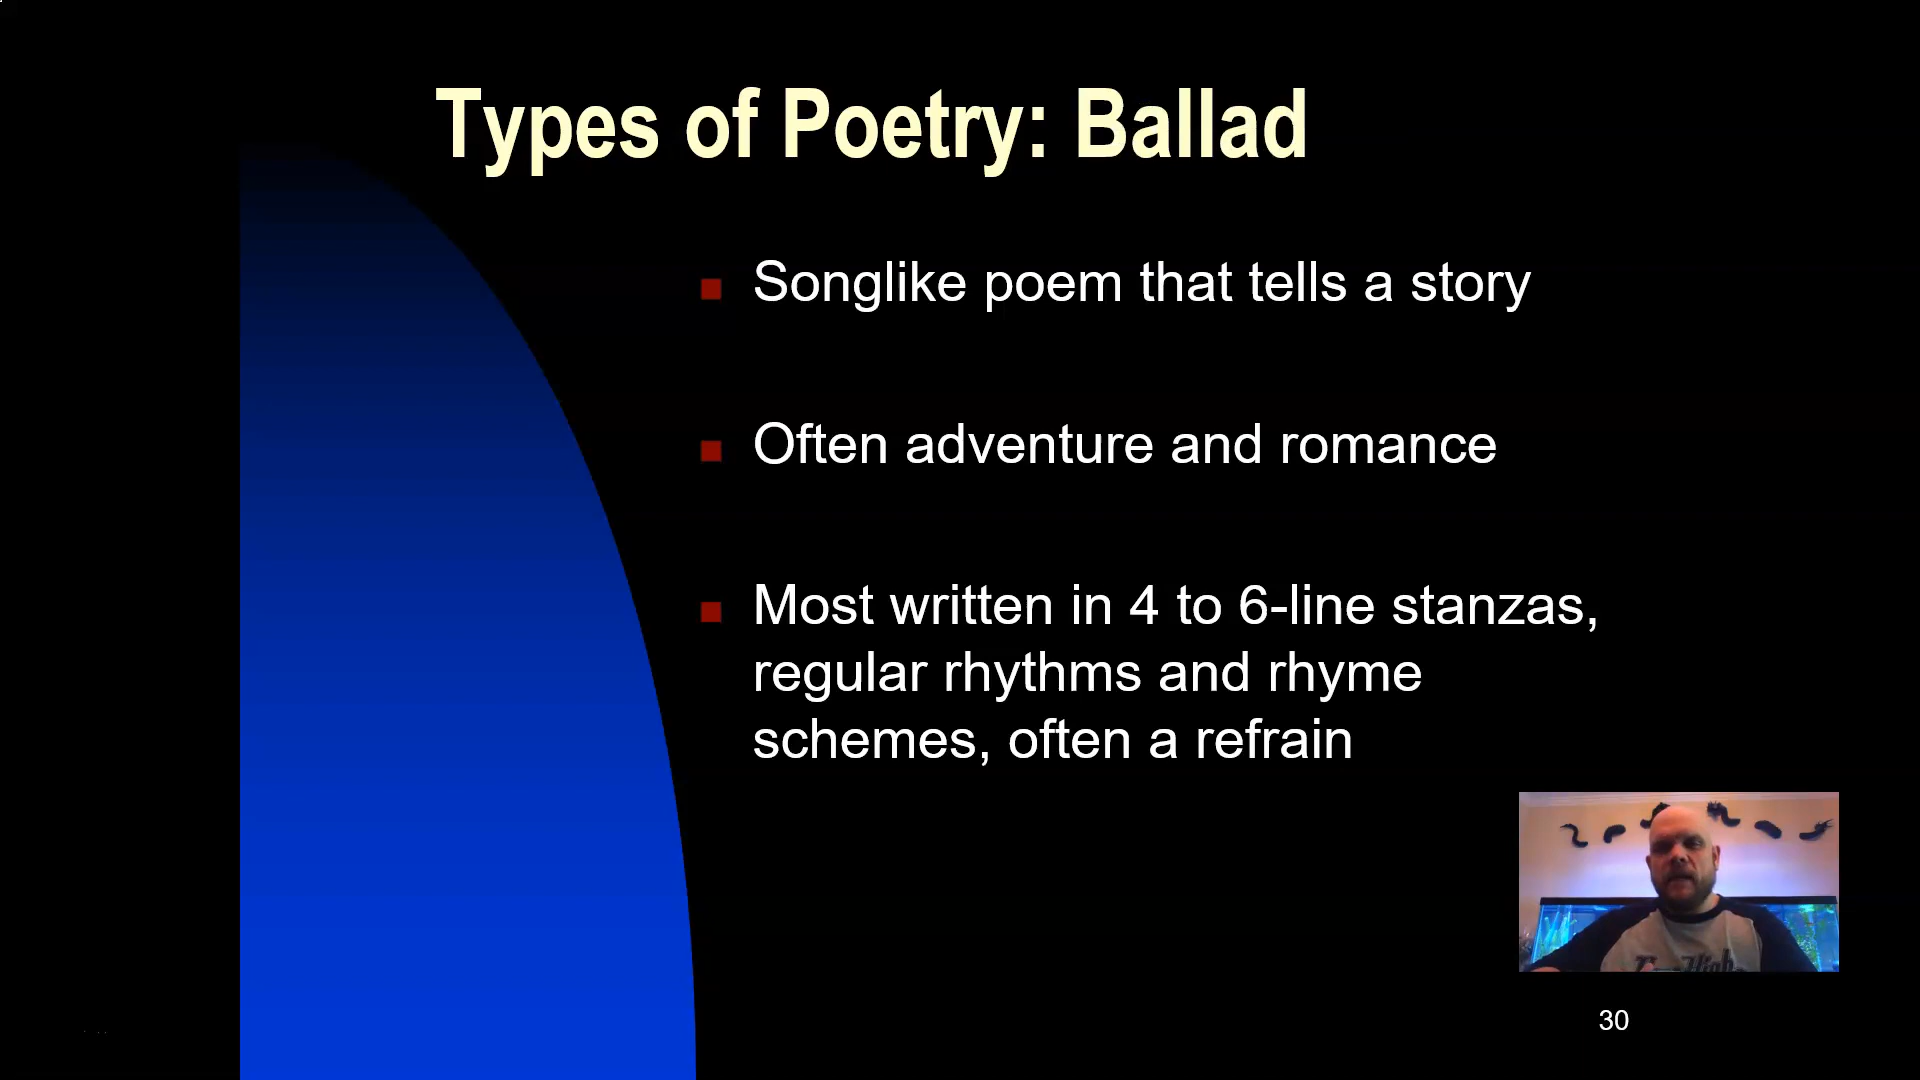 Types of Poetry: Ballad
Songlike poem that tells a story
Often adventure and romance
Most written in 4 to 6-line stanzas,
regular rhythms and rhyme
schemes, often a refrain
30